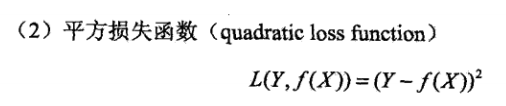 （2）平方损失函数（quadratic loss function）
L(Y, f(X)) = (Y − f(X))²